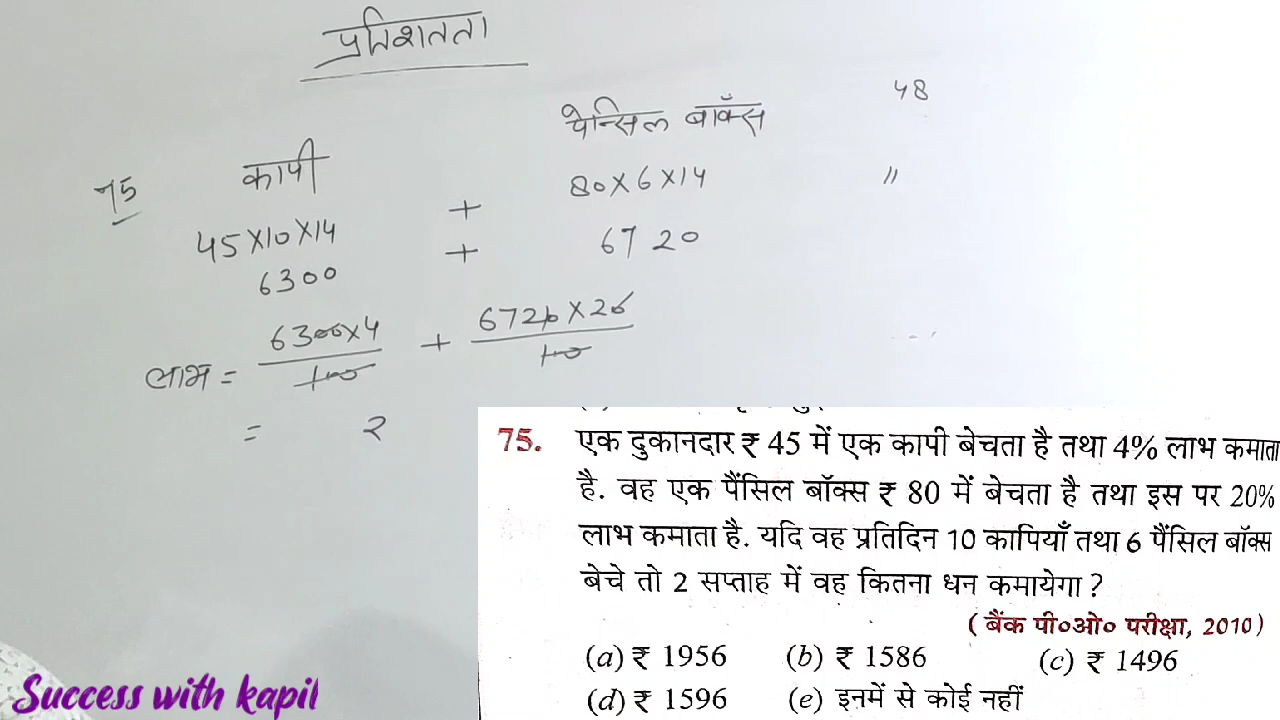 प्रतिशतता
75 कापी पेन्सिल बॉक्स 48
45×10×14 + 80×6×14 "
6300 + 6720
लाभ = 6300×4/100 + 6720×20/100
= 2
75. एक दुकानदार ₹ 45 में एक कापी बेचता है तथा 4% लाभ कमाता
है. वह एक पैंसिल बॉक्स ₹ 80 में बेचता है तथा इस पर 20%
लाभ कमाता है. यदि वह प्रतिदिन 10 कापियाँ तथा 6 पैंसिल बॉक्स
बेचे तो 2 सप्ताह में वह कितना धन कमायेगा ?
( बैंक पी०ओ० परीक्षा, 2010)
(a) ₹ 1956 (b) ₹ 1586 (c) ₹ 1496
(d) ₹ 1596 (e) इनमें से कोई नहीं
Success with kapil